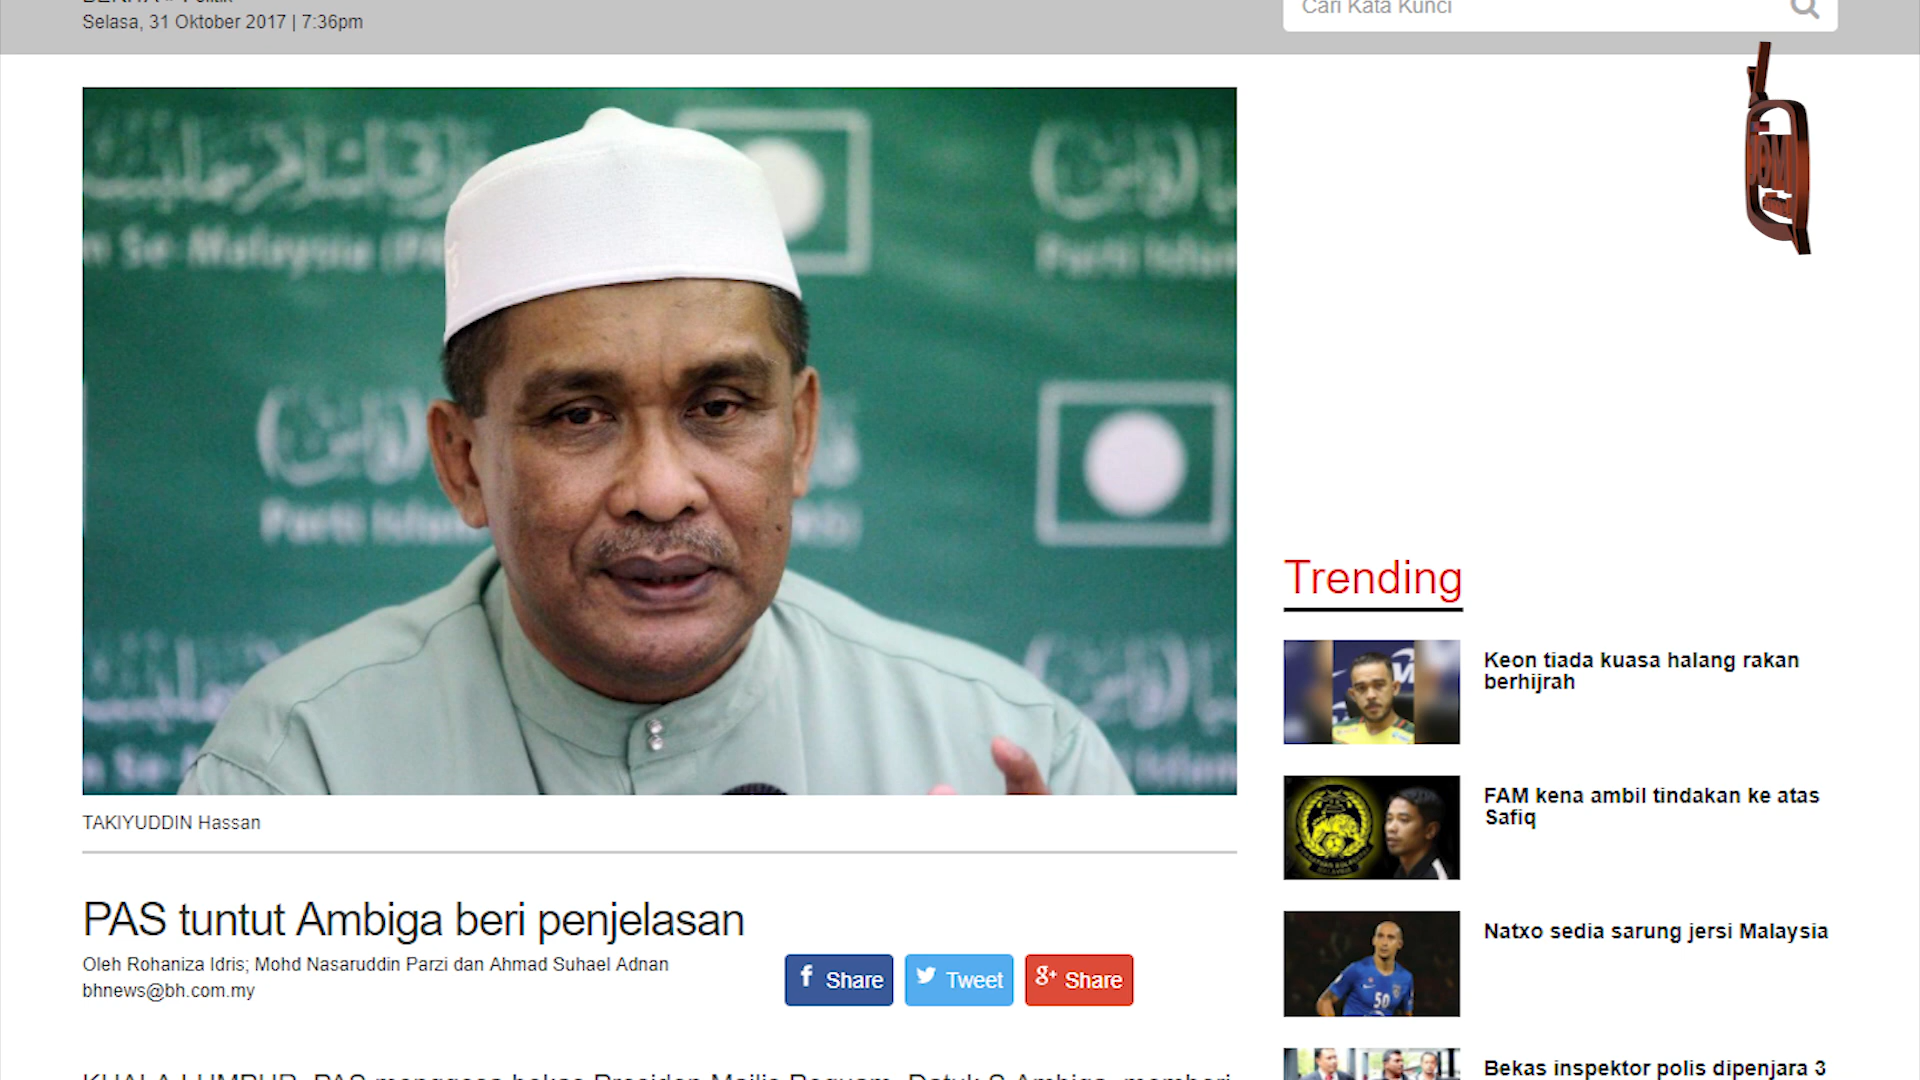 Selasa, 31 Oktober 2017 | 7:36pm
Cari Kata Kunci
TAKIYUDDIN Hassan
PAS tuntut Ambiga beri penjelasan
Oleh Rohaniza Idris; Mohd Nasaruddin Parzi dan Ahmad Suhael Adnan
bhnews@bh.com.my
Share
Tweet
Share
Trending
Keon tiada kuasa halang rakan
berhijrah
FAM kena ambil tindakan ke atas
Safiq
Natxo sedia sarung jersi Malaysia
Bekas inspektor polis dipenjara 3